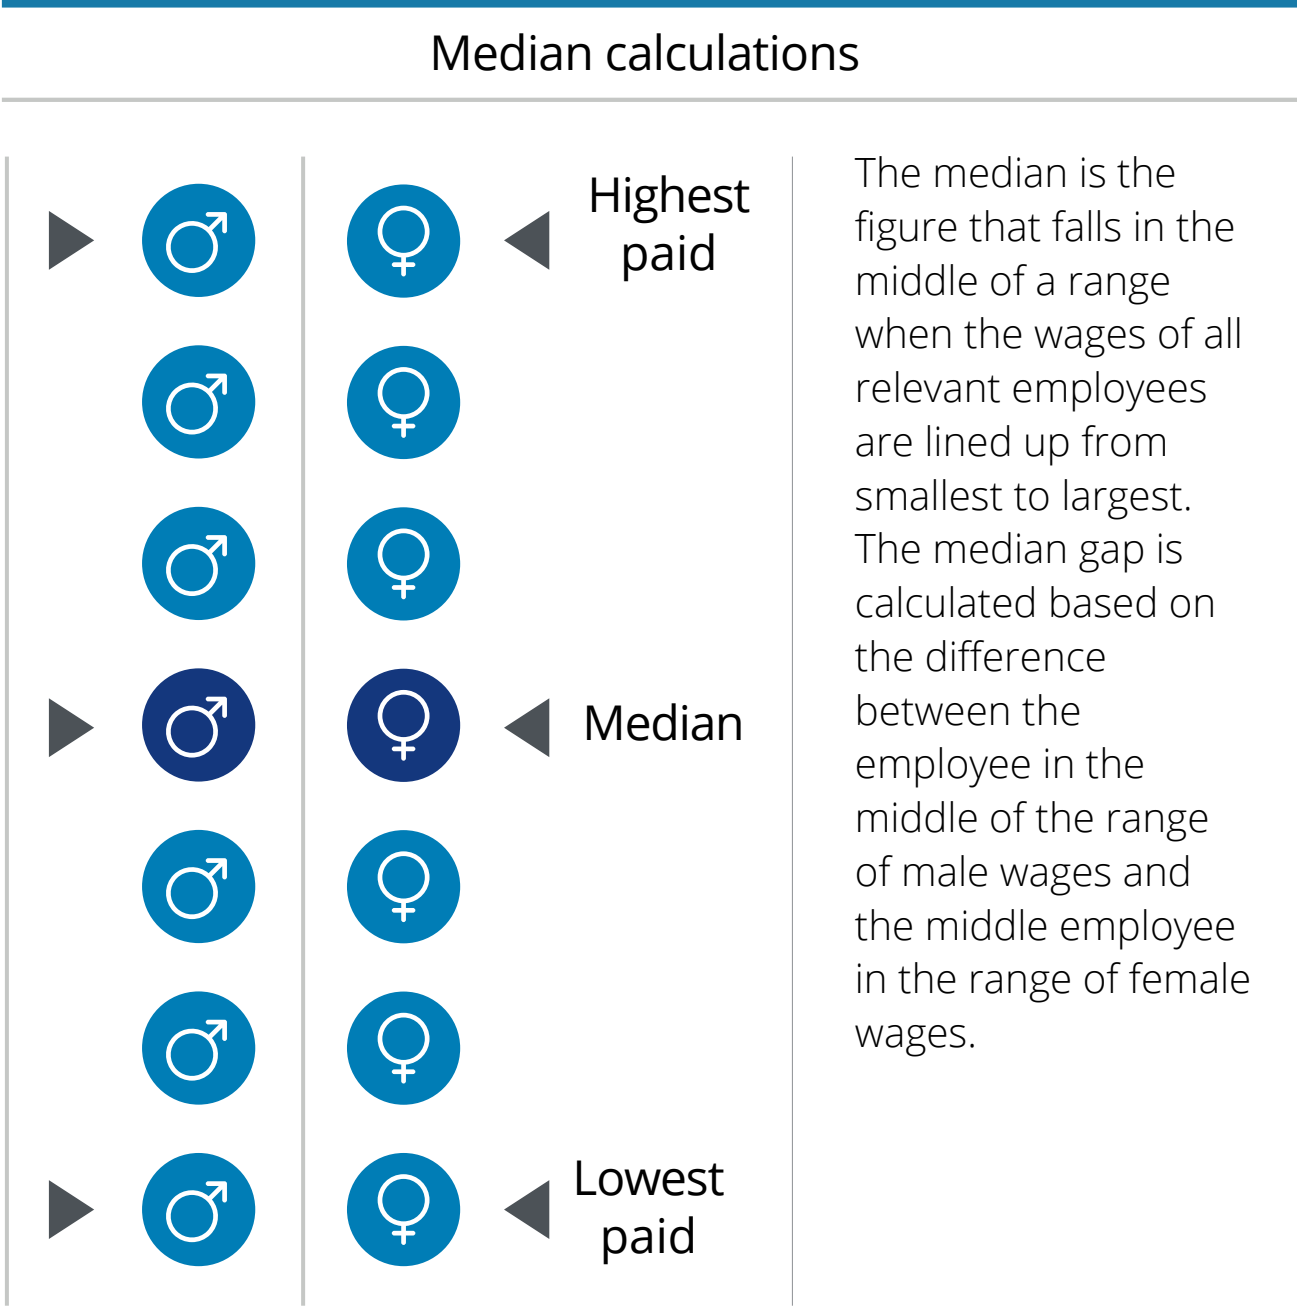 Median calculations
Highest
paid
Median
Lowest
paid
The median is the
figure that falls in the
middle of a range
when the wages of all
relevant employees
are lined up from
smallest to largest.
The median gap is
calculated based on
the difference
between the
employee in the
middle of the range
of male wages and
the middle employee
in the range of female
wages.